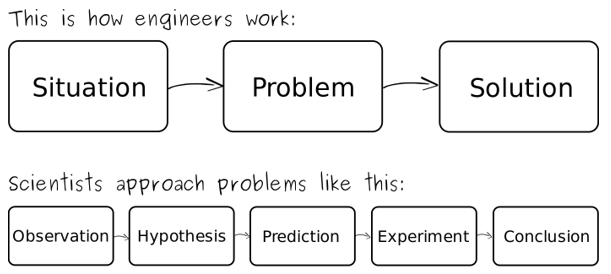 This is how engineers work:
Situation Problem Solution
Scientists approach problems like this:
Observation Hypothesis Prediction Experiment Conclusion